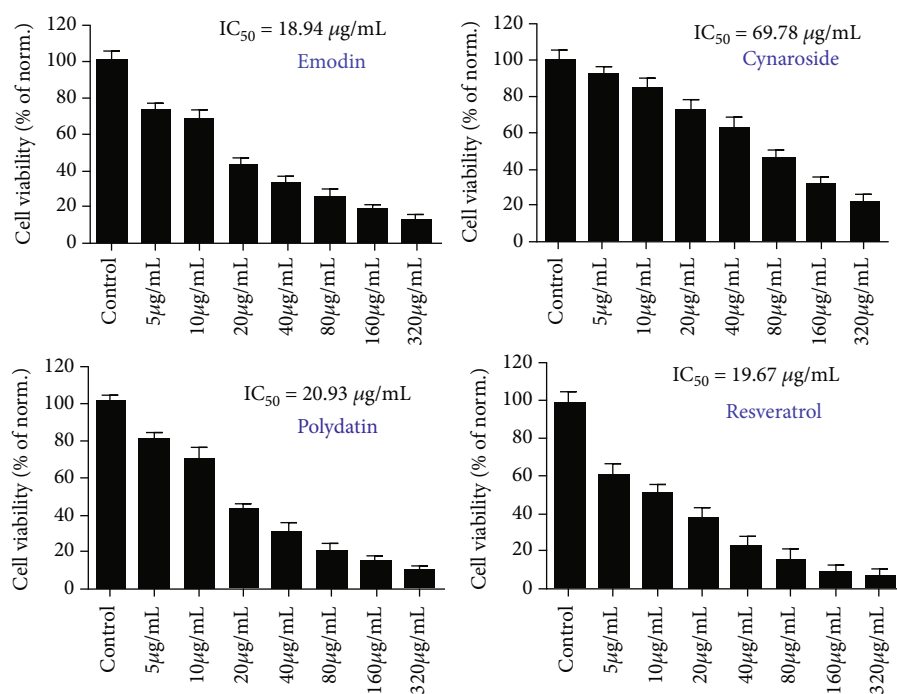 IC50 = 18.94 μg/mL
Emodin
Cell viability (% of norm.)
120
100
80
60
40
20
0
Control
5μg/mL
10μg/mL
20μg/mL
40μg/mL
80μg/mL
160μg/mL
320μg/mL
IC50 = 69.78 μg/mL
Cynaroside
Cell viability (% of norm.)
120
100
80
60
40
20
0
Control
5μg/mL
10μg/mL
20μg/mL
40μg/mL
80μg/mL
160μg/mL
320μg/mL
IC50 = 20.93 μg/mL
Polydatin
Cell viability (% of norm.)
120
100
80
60
40
20
0
Control
5μg/mL
10μg/mL
20μg/mL
40μg/mL
80μg/mL
160μg/mL
320μg/mL
IC50 = 19.67 μg/mL
Resveratrol
Cell viability (% of norm.)
120
100
80
60
40
20
0
Control
5μg/mL
10μg/mL
20μg/mL
40μg/mL
80μg/mL
160μg/mL
320μg/mL